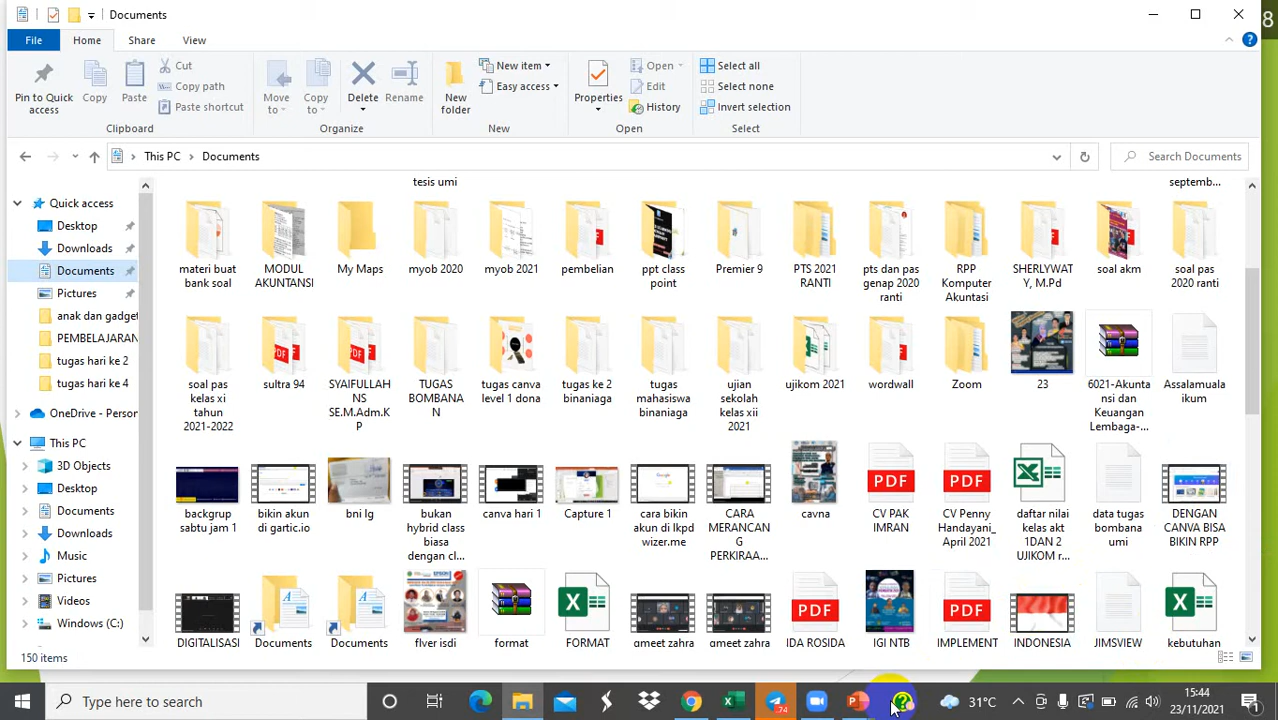 Documents
8
File Home Share View
Pin to Quick access
Copy
Paste
Cut
Copy path
Paste shortcut
Clipboard
Move to
Copy to
Delete
Rename
Organize
New folder
New item
Easy access
New
Properties
Open
Edit
History
Open
Select all
Select none
Invert selection
Select
This PC > Documents
Search Documents
Quick access
Desktop
Downloads
Documents
Pictures
anak dan gadget
PEMBELAJARAN
tugas hari ke 2
tugas hari ke 4
OneDrive - Person
This PC
3D Objects
Desktop
Documents
Downloads
Music
Pictures
Videos
Windows (C:)
tesis umi
septemb...
materi buat bank soal
MODUL AKUNTANSI
My Maps
myob 2020
myob 2021
pembelian
ppt class point
Premier 9
PTS 2021 RANTI
pts dan pas genap 2020 ranti
RPP Komputer Akuntasi
SHERLYWATY, M.Pd
soal akm
soal pas 2020 ranti
soal pas kelas xi tahun 2021-2022
sultra 94
SYAIFULLAH NS SE.M.Adm.KP
TUGAS BOMBANAN
tugas canva level 1 dona
tugas ke 2 binaniaga
tugas mahasiswa binaniaga
ujian sekolah kelas xii 2021
ujikom 2021
wordwall
Zoom
23
6021-Akuntansi dan Keuangan Lembaga-...
Assalamualaikum
backgrup sabtu jam 1
bikin akun di gartic.io
bni lg
bukan hybrid class biasa dengan cl...
canva hari 1
Capture 1
cara bikin akun di lkpd wizer.me
CARA MERANCANG PERKIRAA...
cavna
CV PAK IMRAN
CV Penny Handayani_April 2021
daftar nilai kelas akt 1DAN 2 UJIKOM r...
data tugas bombana umi
DENGAN CANVA BISA BIKIN RPP
DIGITALISASI
Documents
Documents
flyer isdi
format
FORMAT
gmeet zahra
gmeet zahra
IDA ROSIDA
IGI NTB
IMPLEMENT
INDONESIA
JIMSVIEW
kebutuhan
150 items
Type here to search
74
31°C
15:44
23/11/2021